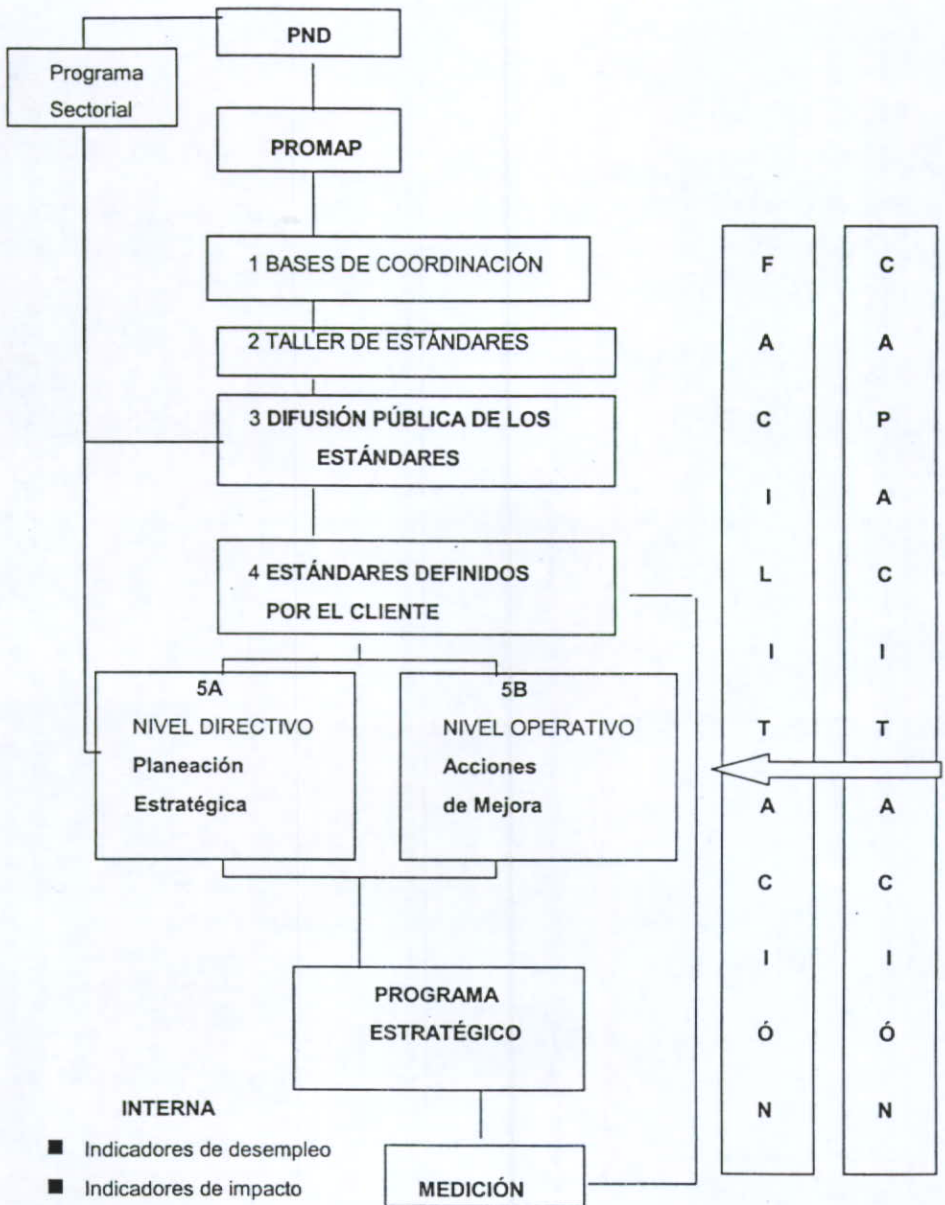 PND
Programa
Sectorial
PROMAP
1 BASES DE COORDINACIÓN
2 TALLER DE ESTÁNDARES
3 DIFUSIÓN PÚBLICA DE LOS
ESTÁNDARES
4 ESTÁNDARES DEFINIDOS
POR EL CLIENTE
5A
NIVEL DIRECTIVO
Planeación
Estratégica
5B
NIVEL OPERATIVO
Acciones
de Mejora
PROGRAMA
ESTRATÉGICO
INTERNA
■ Indicadores de desempleo
■ Indicadores de impacto
MEDICIÓN
F
A
C
I
L
I
T
A
C
I
Ó
N
C
A
P
A
C
I
T
A
C
I
Ó
N